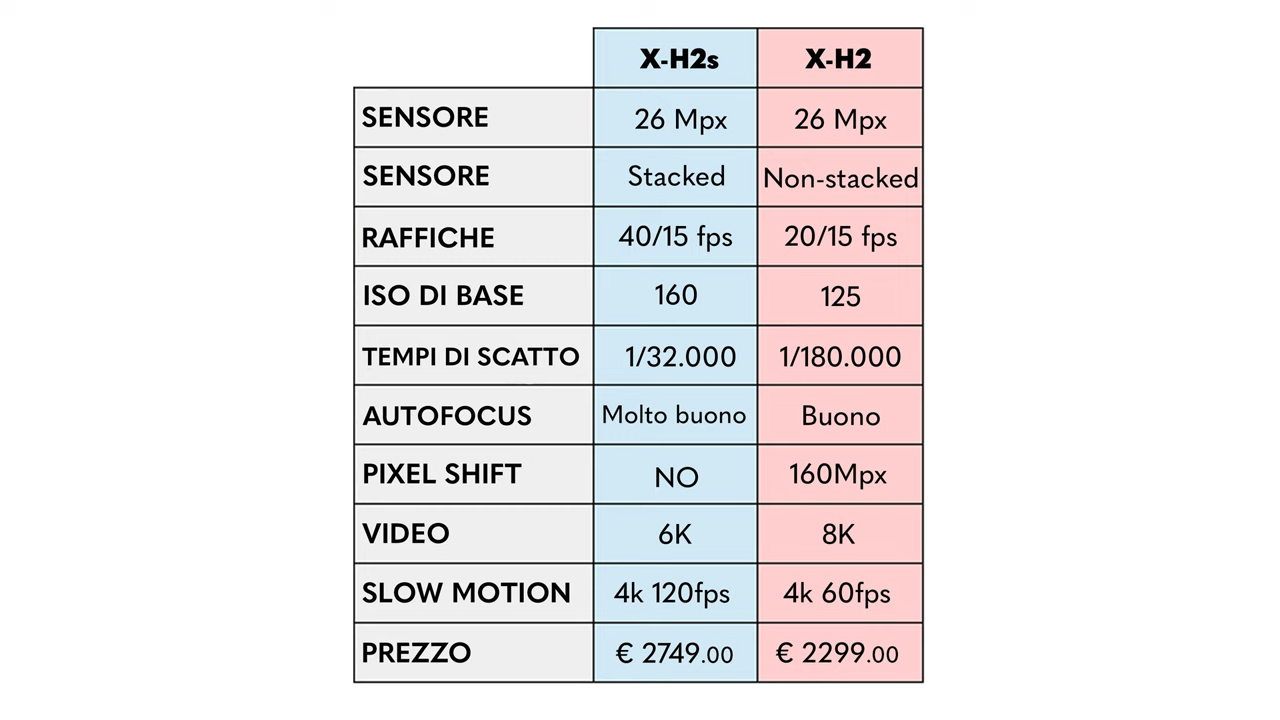 X-H2s X-H2
SENSORE 26 Mpx 26 Mpx
SENSORE Stacked Non-stacked
RAFFICHE 40/15 fps 20/15 fps
ISO DI BASE 160 125
TEMPI DI SCATTO 1/32.000 1/180.000
AUTOFOCUS Molto buono Buono
PIXEL SHIFT NO 160Mpx
VIDEO 6K 8K
SLOW MOTION 4k 120fps 4k 60fps
PREZZO € 2749.00 € 2299.00